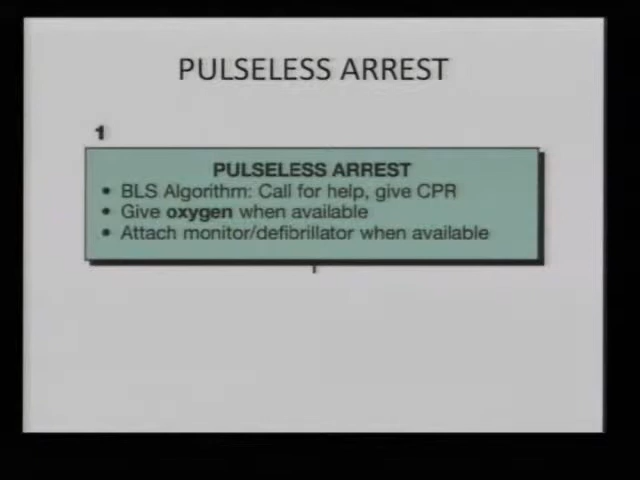 PULSELESS ARREST
1
PULSELESS ARREST
• BLS Algorithm: Call for help, give CPR
• Give oxygen when available
• Attach monitor/defibrillator when available